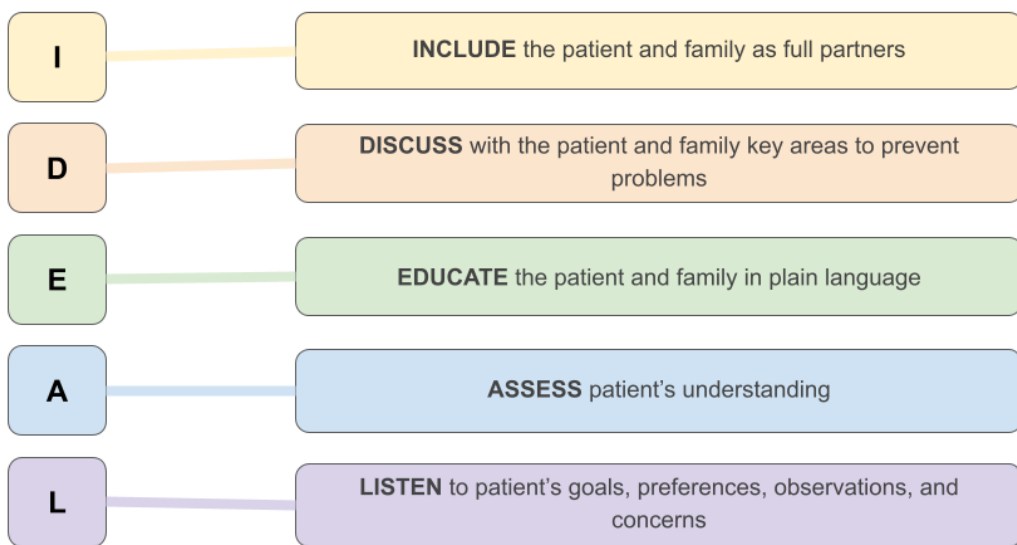 I
INCLUDE the patient and family as full partners
D
DISCUSS with the patient and family key areas to prevent
problems
E
EDUCATE the patient and family in plain language
A
ASSESS patient's understanding
L
LISTEN to patient's goals, preferences, observations, and
concerns